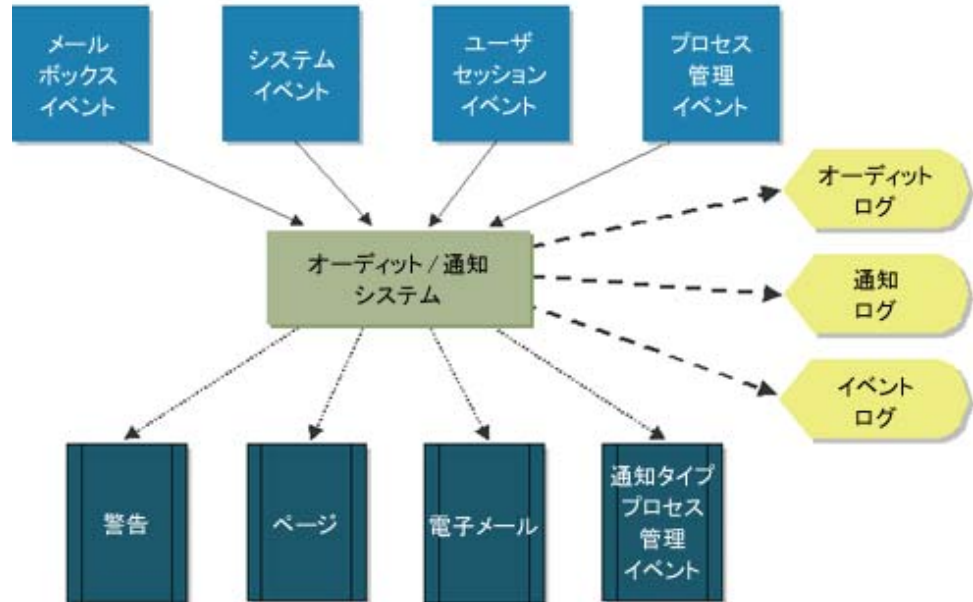 メール
ボックス
イベント
システム
イベント
ユーザ
セッション
イベント
プロセス
管理
イベント
オーディット
ログ
オーディット / 通知
システム
通知
ログ
イベント
ログ
警告
ページ
電子メール
通知タイプ
プロセス
管理
イベント